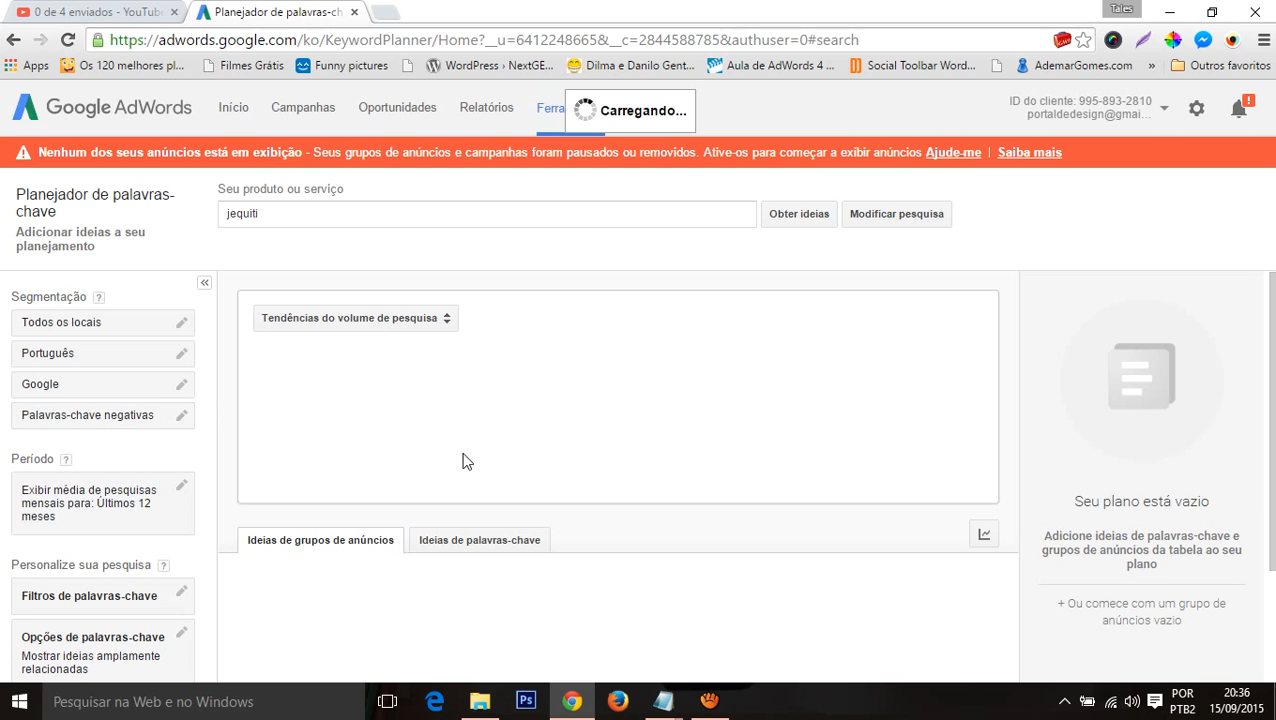 0 de 4 enviados - YouTube
Planejador de palavras-ch
Tales
https://adwords.google.com/ko/KeywordPlanner/Home?__u=6412248665&__c=2844588785&authuser=0#search
Apps
Os 120 melhores pl...
Filmes Grátis
Funny pictures
WordPress › NextGE...
Dilma e Danilo Gent...
Aula de AdWords 4 ...
Social Toolbar Word...
AdemarGomes.com
»
Outros favoritos
Google AdWords
Início
Campanhas
Oportunidades
Relatórios
Ferra
Carregando...
ID do cliente: 995-893-2810
portaldedesign@gmai...
Nenhum dos seus anúncios está em exibição - Seus grupos de anúncios e campanhas foram pausados ou removidos. Ative-os para começar a exibir anúncios Ajude-me | Saiba mais
Planejador de palavras-
chave
Adicionar ideias a seu
planejamento
Seu produto ou serviço
jequiti
Obter ideias
Modificar pesquisa
«
Segmentação ?
Todos os locais
Português
Google
Palavras-chave negativas
Período ?
Exibir média de pesquisas
mensais para: Últimos 12
meses
Personalize sua pesquisa ?
Filtros de palavras-chave
Opções de palavras-chave
Mostrar ideias amplamente
relacionadas
Tendências do volume de pesquisa
Ideias de grupos de anúncios
Ideias de palavras-chave
Seu plano está vazio
Adicione ideias de palavras-chave e
grupos de anúncios da tabela ao seu
plano
+ Ou comece com um grupo de
anúncios vazio
Pesquisar na Web e no Windows
Ps
POR
PTB2
20:36
15/09/2015